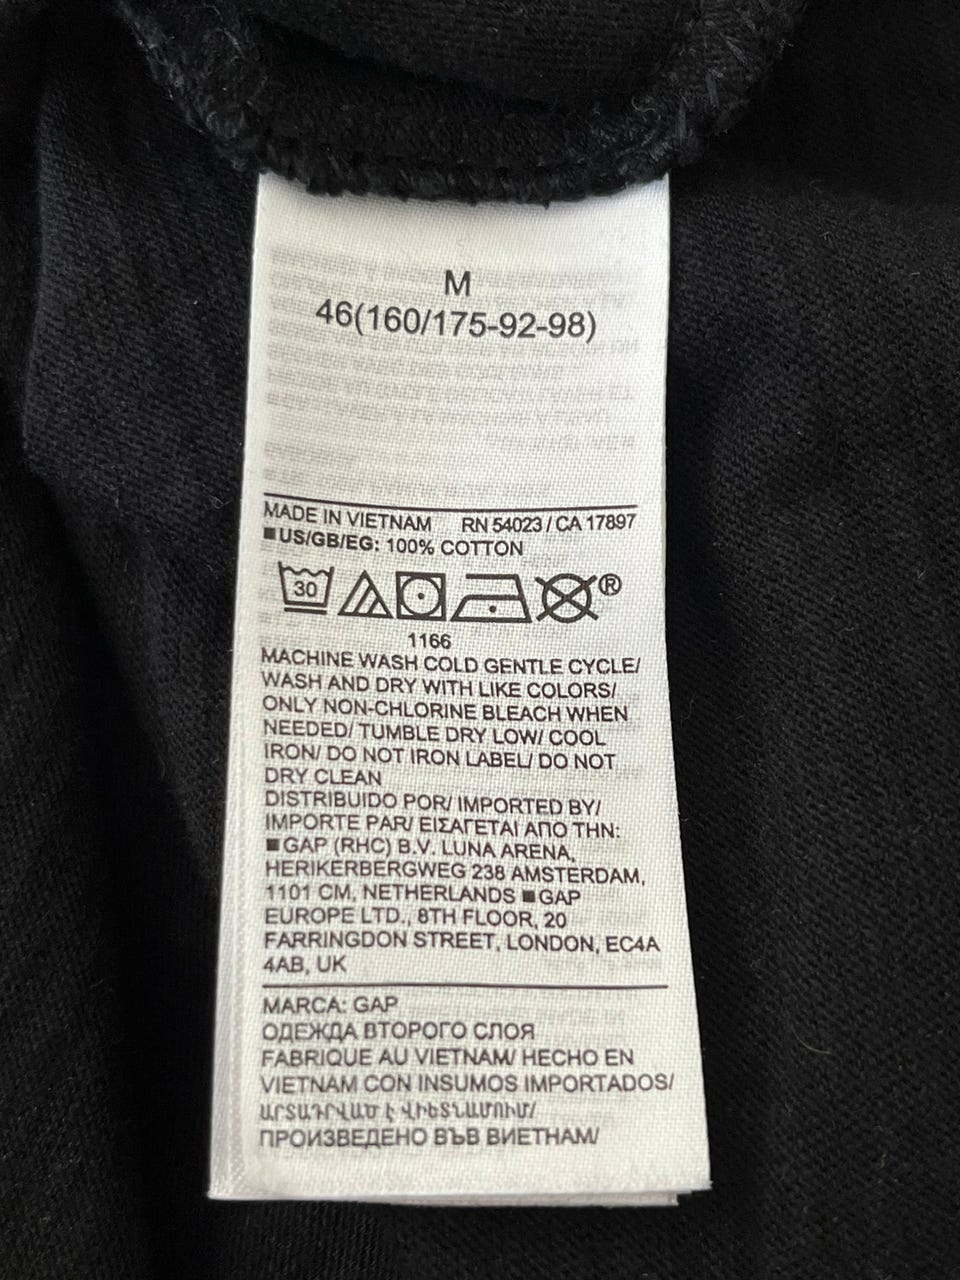 M
46(160/175-92-98)
MADE IN VIETNAM RN 54023 / CA 17897
■US/GB/EG: 100% COTTON
30 ®
1166
MACHINE WASH COLD GENTLE CYCLE/
WASH AND DRY WITH LIKE COLORS/
ONLY NON-CHLORINE BLEACH WHEN
NEEDED/ TUMBLE DRY LOW/ COOL
IRON/ DO NOT IRON LABEL/ DO NOT
DRY CLEAN
DISTRIBUIDO POR/ IMPORTED BY/
IMPORTE PAR/ ΕΙΣΑΓΕΤΑΙ ΑΠΟ ΤΗΝ:
■GAP (RHC) B.V. LUNA ARENA,
HERIKERBERGWEG 238 AMSTERDAM,
1101 CM, NETHERLANDS ■GAP
EUROPE LTD., 8TH FLOOR, 20
FARRINGDON STREET, LONDON, EC4A
4AB, UK
MARCA: GAP
ОДЕЖДА ВТОРОГО СЛОЯ
FABRIQUE AU VIETNAM/ HECHO EN
VIETNAM CON INSUMOS IMPORTADOS/
ԱՐՏԱԴՐՎԱԾ Է ՎԻԵՏՆԱՄՈՒՄ/
ПРОИЗВЕДЕНО ВЪВ ВИЕТНАМ/